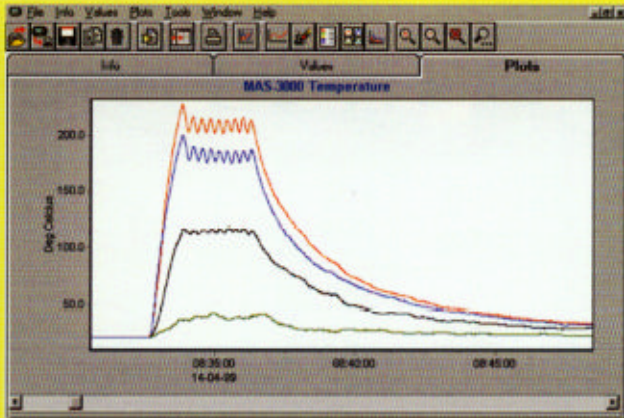 File Info Values Plots Tools Window Help
Info Values Plots
MAS-3000 Temperature
Deg.Calcius
200.0
150.0
100.0
50.0
08:35:00 08:40:00 08:45:00
14-04-99